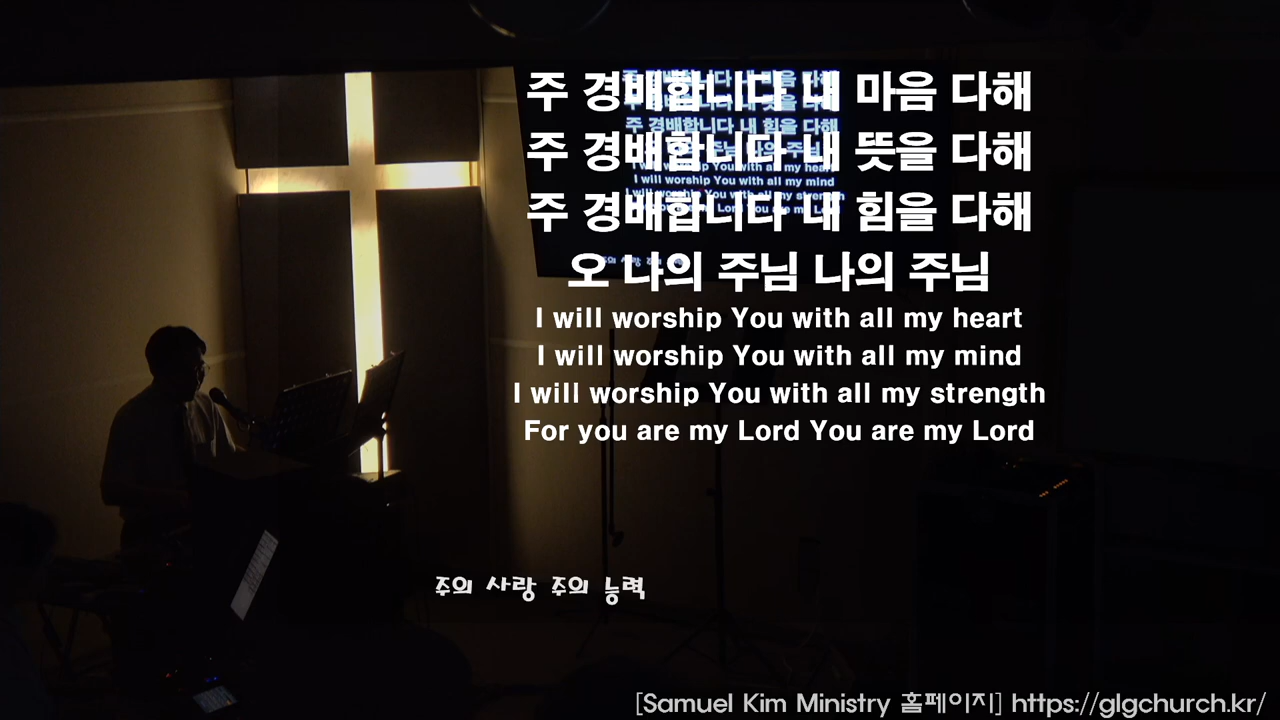 주 경배합니다 내 마음 다해
주 경배합니다 내 뜻을 다해
주 경배합니다 내 힘을 다해
오 나의 주님 나의 주님
I will worship You with all my heart
I will worship You with all my mind
I will worship You with all my strength
For you are my Lord You are my Lord
주의 사랑 주의 능력
[Samuel Kim Ministry 홈페이지] https://glgchurch.kr/